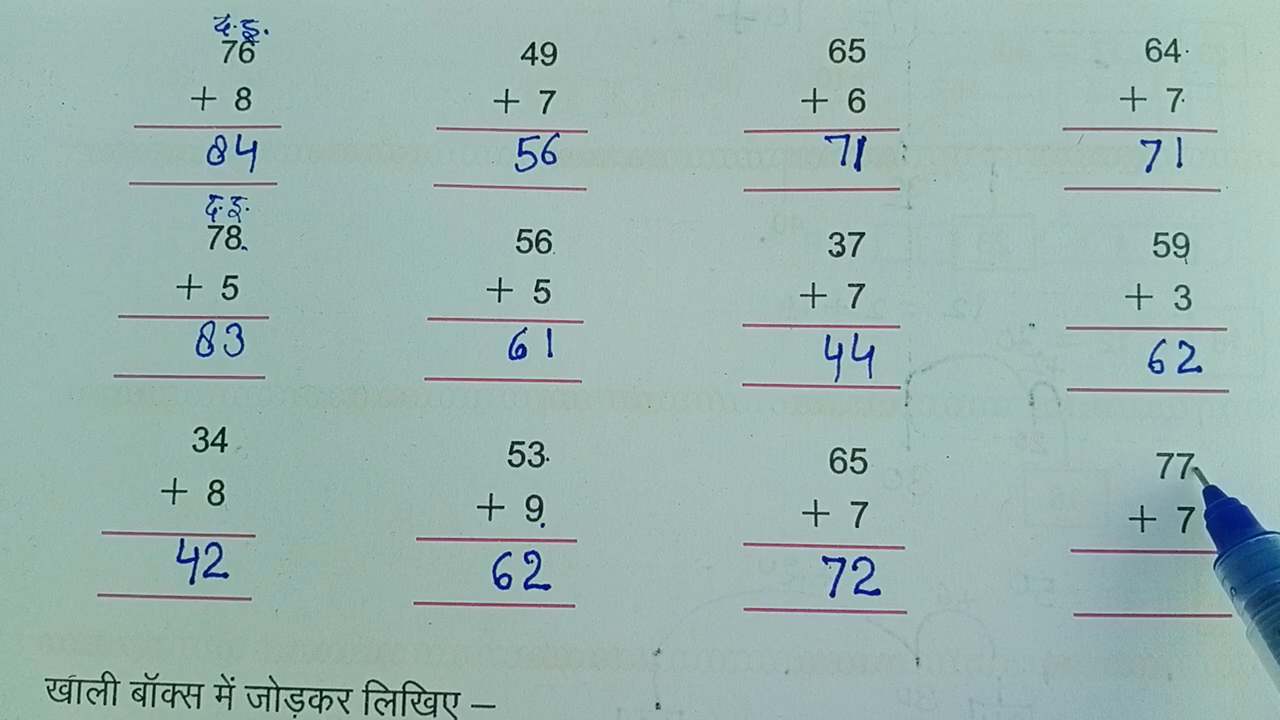 द.इ.
76 49 65 64
+ 8 + 7 + 6 + 7
84 56 71 71
द.इ.
78 56 37 59
+ 5 + 5 + 7 + 3
83 61 44 62
34 53 65 77
+ 8 + 9 + 7 + 7
42 62 72
खाली बॉक्स में जोड़कर लिखिए –